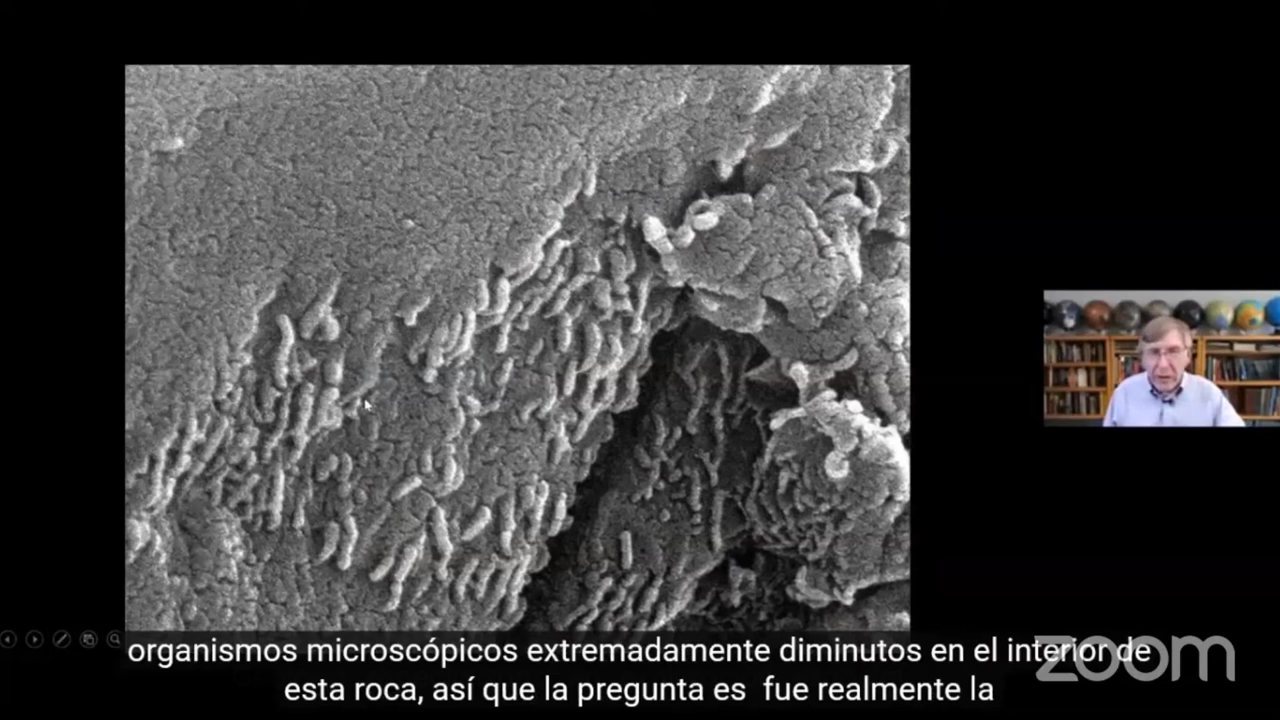 organismos microscópicos extremadamente diminutos en el interior de
esta roca, así que la pregunta es  fue realmente la
zoom